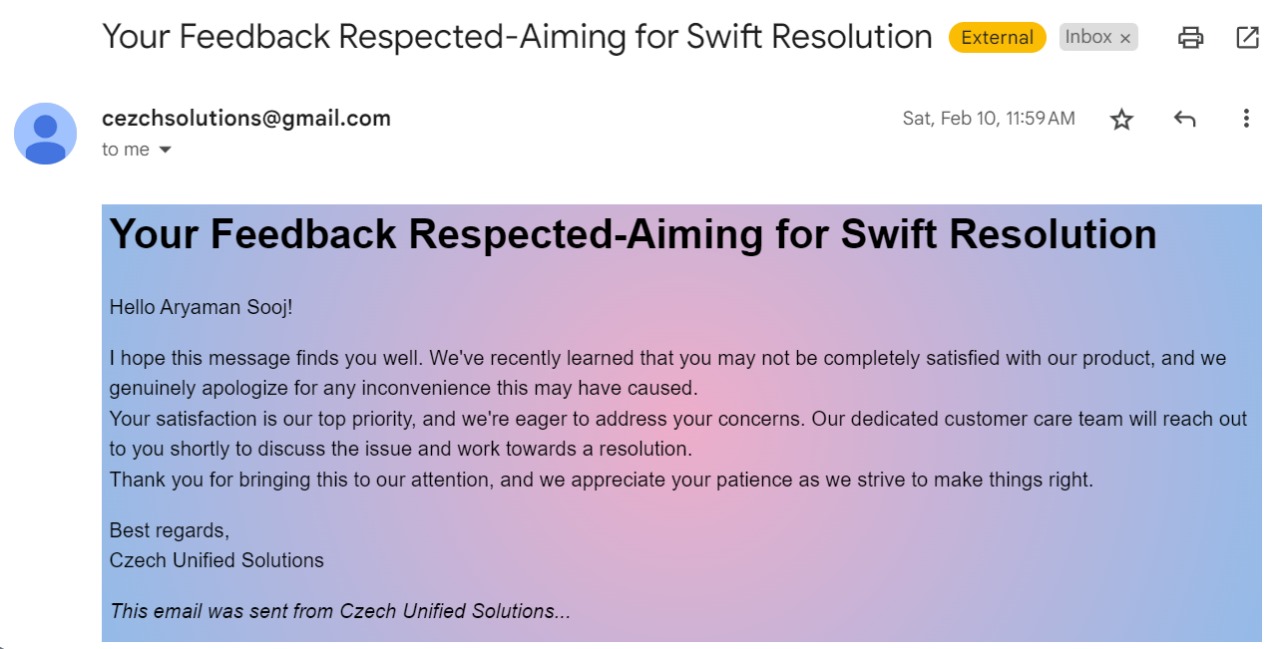 Your Feedback Respected-Aiming for Swift Resolution External Inbox ×
cezchsolutions@gmail.com Sat, Feb 10, 11:59 AM
to me
Your Feedback Respected-Aiming for Swift Resolution
Hello Aryaman Sooj!
I hope this message finds you well. We've recently learned that you may not be completely satisfied with our product, and we
genuinely apologize for any inconvenience this may have caused.
Your satisfaction is our top priority, and we're eager to address your concerns. Our dedicated customer care team will reach out
to you shortly to discuss the issue and work towards a resolution.
Thank you for bringing this to our attention, and we appreciate your patience as we strive to make things right.
Best regards,
Czech Unified Solutions
This email was sent from Czech Unified Solutions...